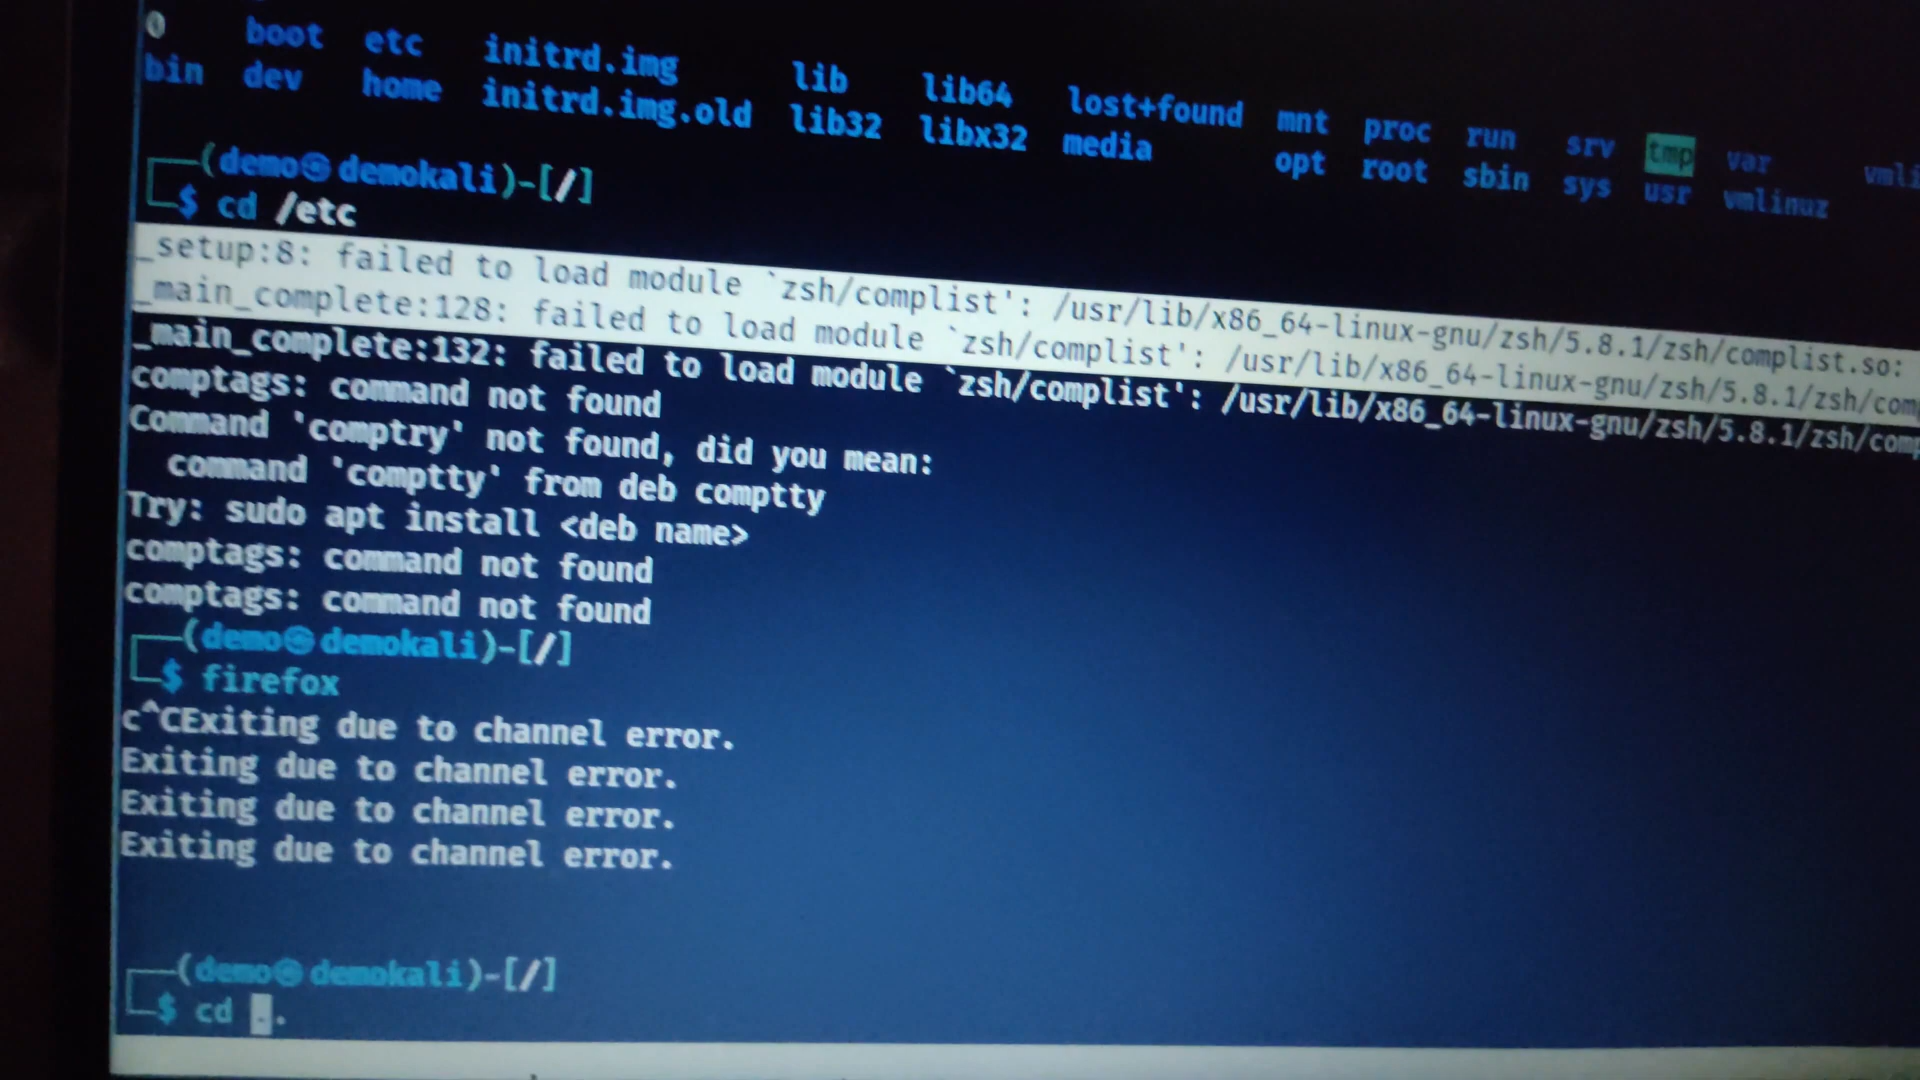 0 boot etc initrd.img lib lib64 lost+found mnt proc run srv tmp var
bin dev home initrd.img.old lib32 libx32 media opt root sbin sys usr vmlinuz
┌──(demo㉿demokali)-[/]
└─$ cd /etc
_setup:8: failed to load module `zsh/complist': /usr/lib/x86_64-linux-gnu/zsh/5.8.1/zsh/complist.so:
_main_complete:128: failed to load module `zsh/complist': /usr/lib/x86_64-linux-gnu/zsh/5.8.1/zsh/com
_main_complete:132: failed to load module `zsh/complist': /usr/lib/x86_64-linux-gnu/zsh/5.8.1/zsh/comp
comptags: command not found
Command 'comptry' not found, did you mean:
command 'comptty' from deb comptty
Try: sudo apt install <deb name>
comptags: command not found
comptags: command not found
┌──(demo㉿demokali)-[/]
└─$ firefox
c^CExiting due to channel error.
Exiting due to channel error.
Exiting due to channel error.
Exiting due to channel error.
┌──(demo㉿demokali)-[/]
└─$ cd ..